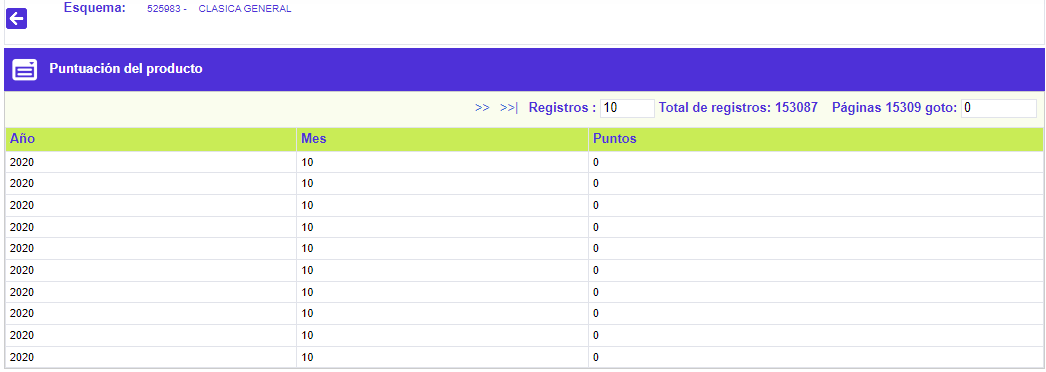 Esquema: 525983 - CLASICA GENERAL
Puntuación del producto
>> >>| Registros : 10 Total de registros: 153087 Páginas 15309 goto: 0
Año Mes Puntos
2020 10 0
2020 10 0
2020 10 0
2020 10 0
2020 10 0
2020 10 0
2020 10 0
2020 10 0
2020 10 0
2020 10 0